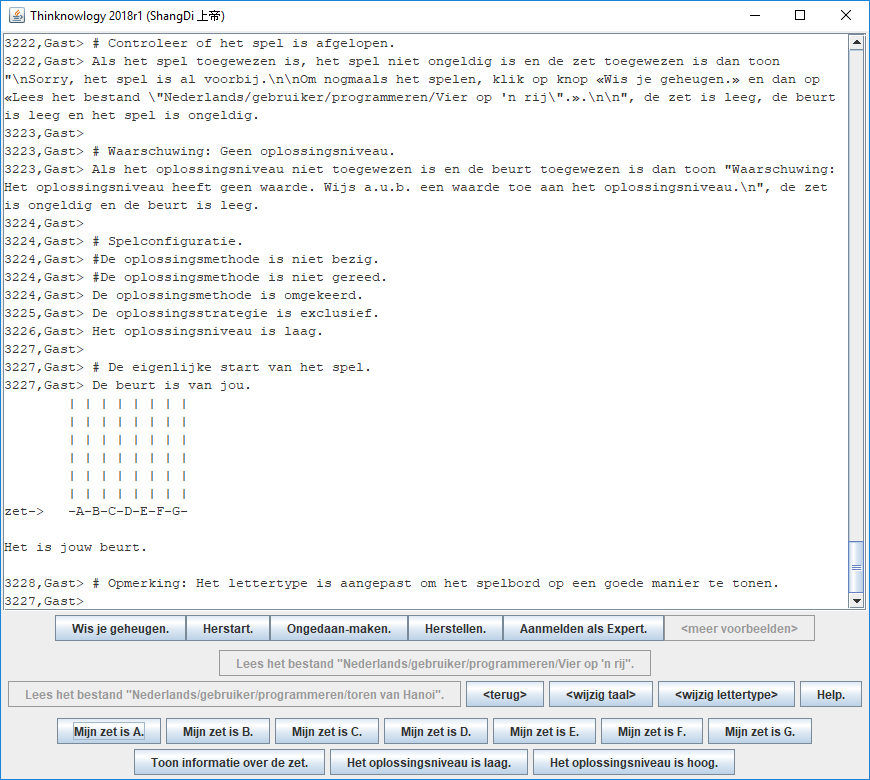 Thinknowlogy 2018r1 (ShangDi 上帝)
3222,Gast> # Controleer of het spel is afgelopen.
3222,Gast> Als het spel toegewezen is, het spel niet ongeldig is en de zet toegewezen is dan toon
"\nSorry, het spel is al voorbij.\n\nOm nogmaals het spelen, klik op knop «Wis je geheugen.» en dan op
«Lees het bestand \"Nederlands/gebruiker/programmeren/Vier op 'n rij\".».\n\n", de zet is leeg, de beurt
is leeg en het spel is ongeldig.
3223,Gast>
3223,Gast> # Waarschuwing: Geen oplossingsniveau.
3223,Gast> Als het oplossingsniveau niet toegewezen is en de beurt toegewezen is dan toon "Waarschuwing:
Het oplossingsniveau heeft geen waarde. Wijs a.u.b. een waarde toe aan het oplossingsniveau.\n", de zet
is ongeldig en de beurt is leeg.
3224,Gast>
3224,Gast> # Spelconfiguratie.
3224,Gast> #De oplossingsmethode is niet bezig.
3224,Gast> #De oplossingsmethode is niet gereed.
3224,Gast> De oplossingsmethode is omgekeerd.
3225,Gast> De oplossingsstrategie is exclusief.
3226,Gast> Het oplossingsniveau is laag.
3227,Gast>
3227,Gast> # De eigenlijke start van het spel.
3227,Gast> De beurt is van jou.
| | | | | | | |
| | | | | | | |
| | | | | | | |
| | | | | | | |
| | | | | | | |
| | | | | | | |
zet-> -A-B-C-D-E-F-G-
Het is jouw beurt.
3228,Gast> # Opmerking: Het lettertype is aangepast om het spelbord op een goede manier te tonen.
3227,Gast>
Wis je geheugen. Herstart. Ongedaan-maken. Herstellen. Aanmelden als Expert. <meer voorbeelden>
Lees het bestand "Nederlands/gebruiker/programmeren/Vier op 'n rij".
Lees het bestand "Nederlands/gebruiker/programmeren/toren van Hanoi". <terug> <wijzig taal> <wijzig lettertype> Help.
Mijn zet is A. Mijn zet is B. Mijn zet is C. Mijn zet is D. Mijn zet is E. Mijn zet is F. Mijn zet is G.
Toon informatie over de zet. Het oplossingsniveau is laag. Het oplossingsniveau is hoog.